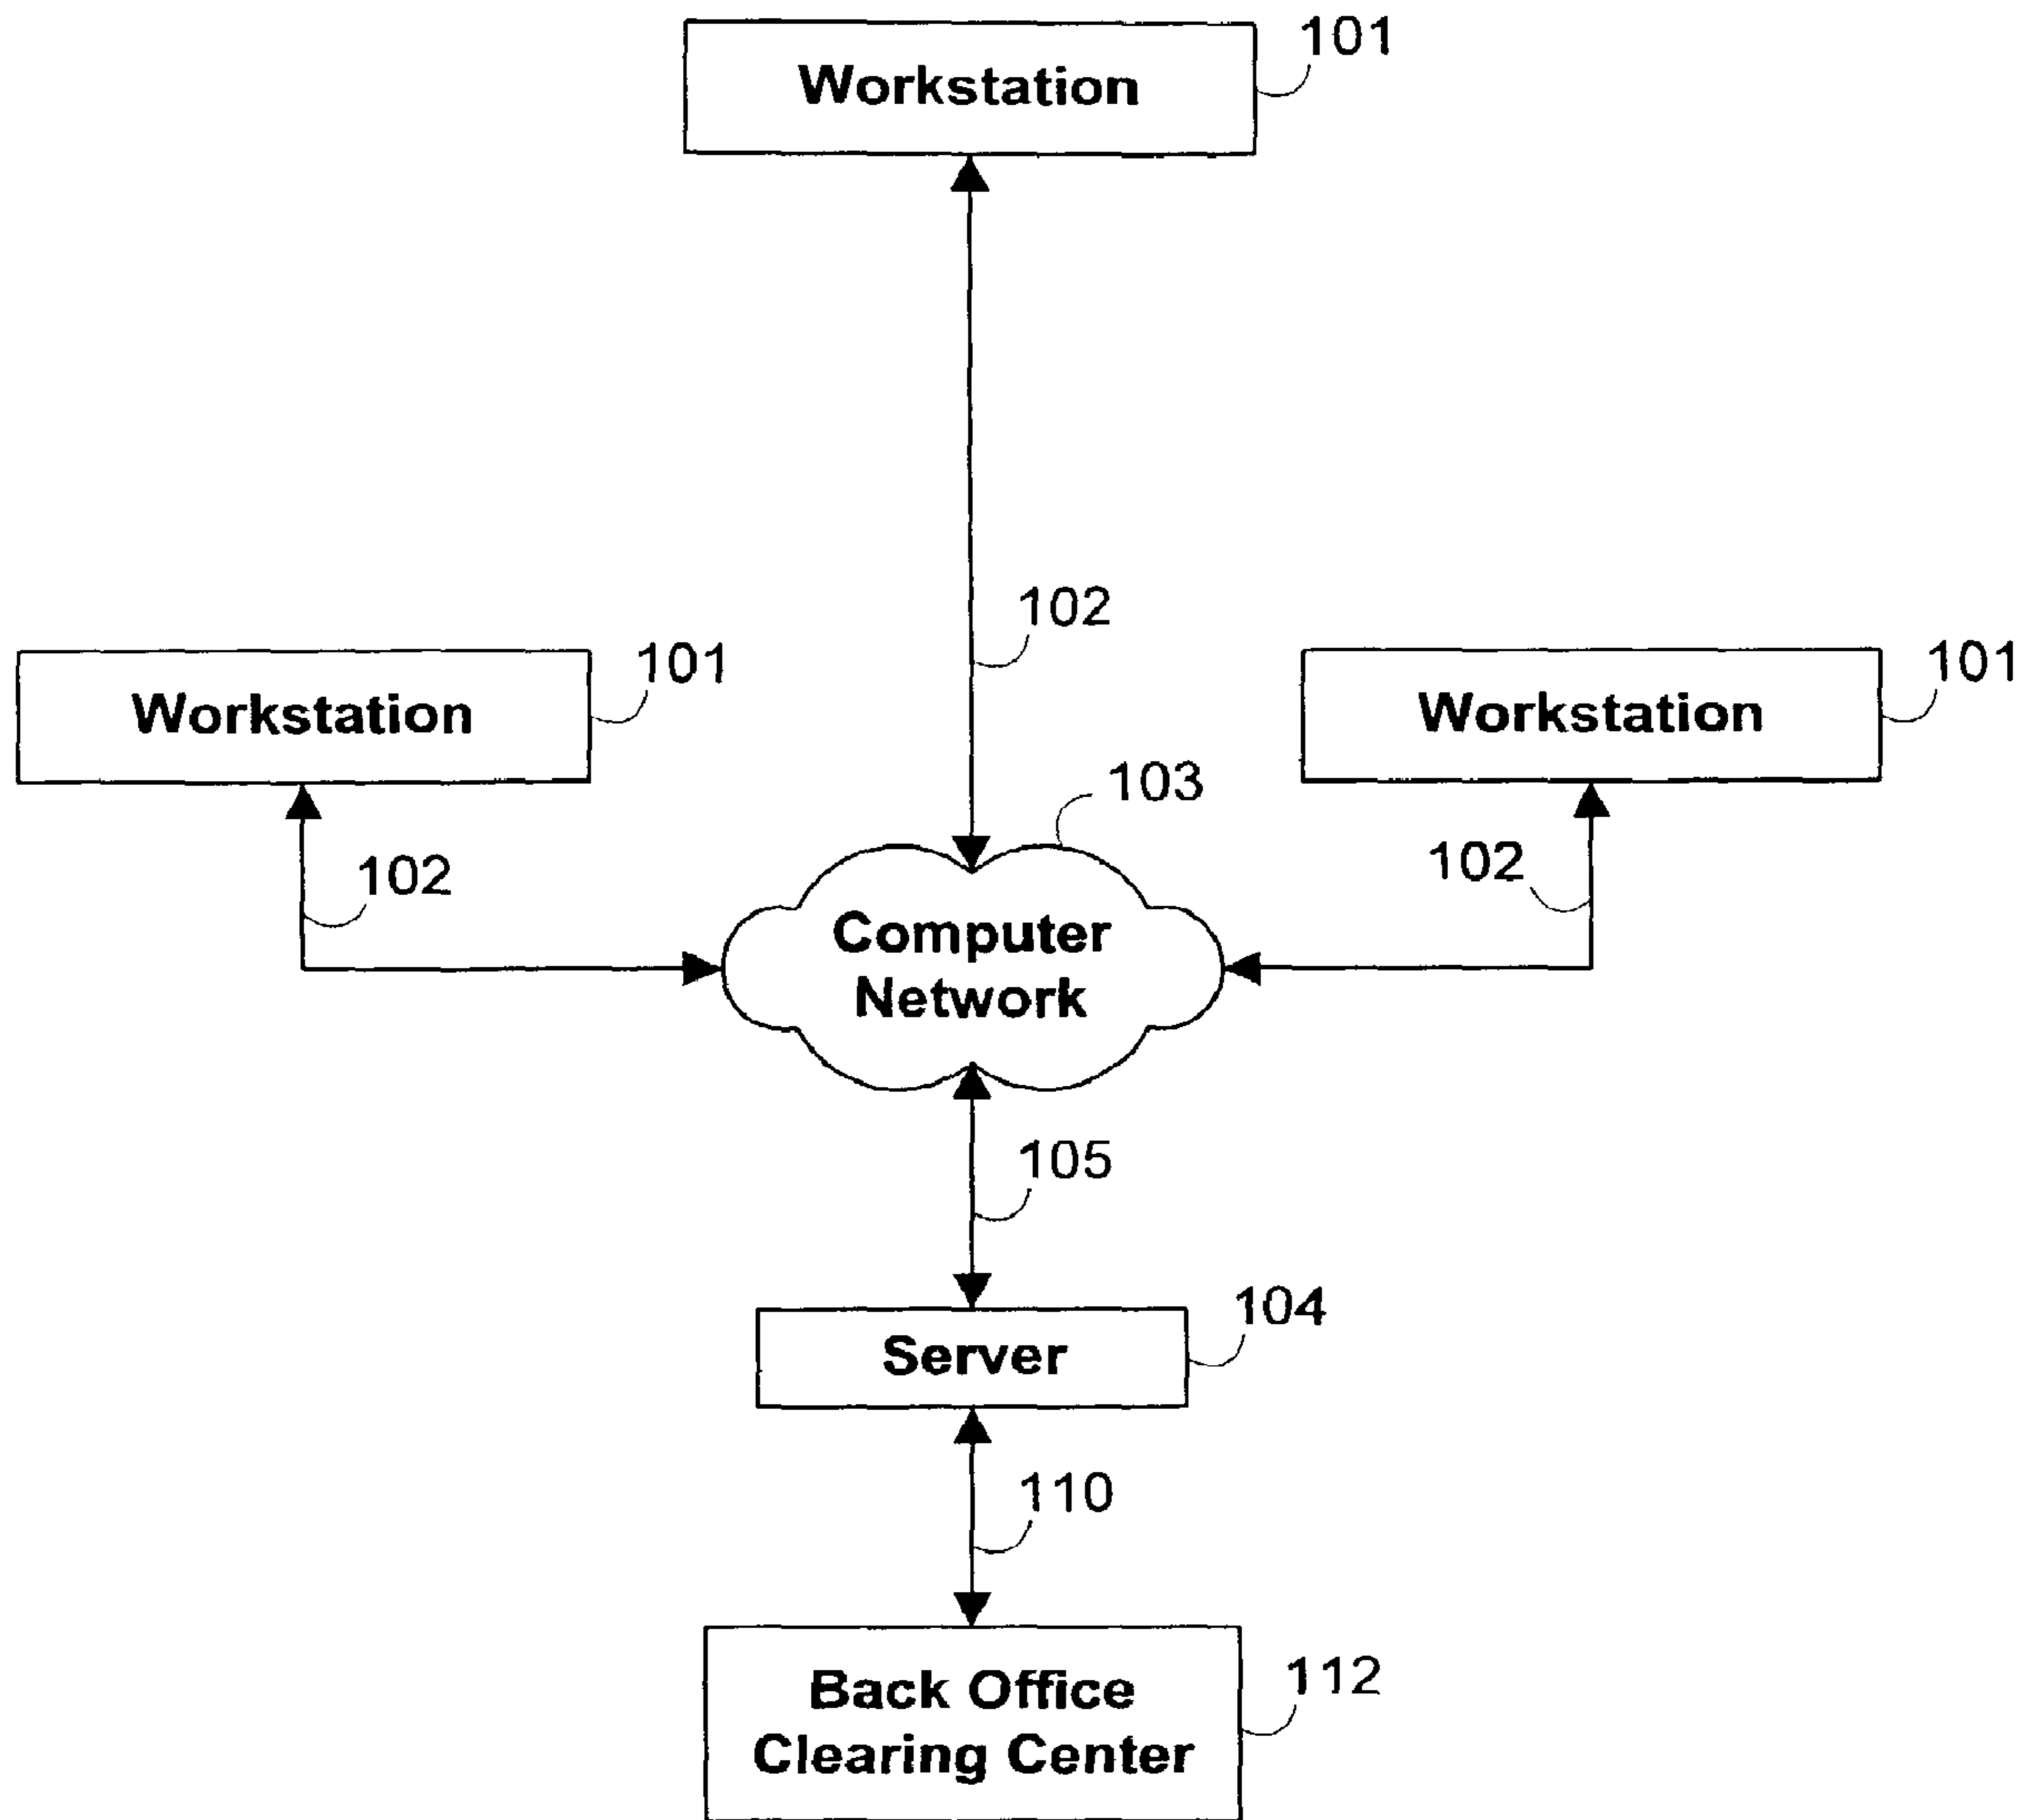 101
Workstation
102
101
Workstation
101
Workstation
103
102
102
Computer
Network
105
104
Server
110
112
Back Office
Clearing Center